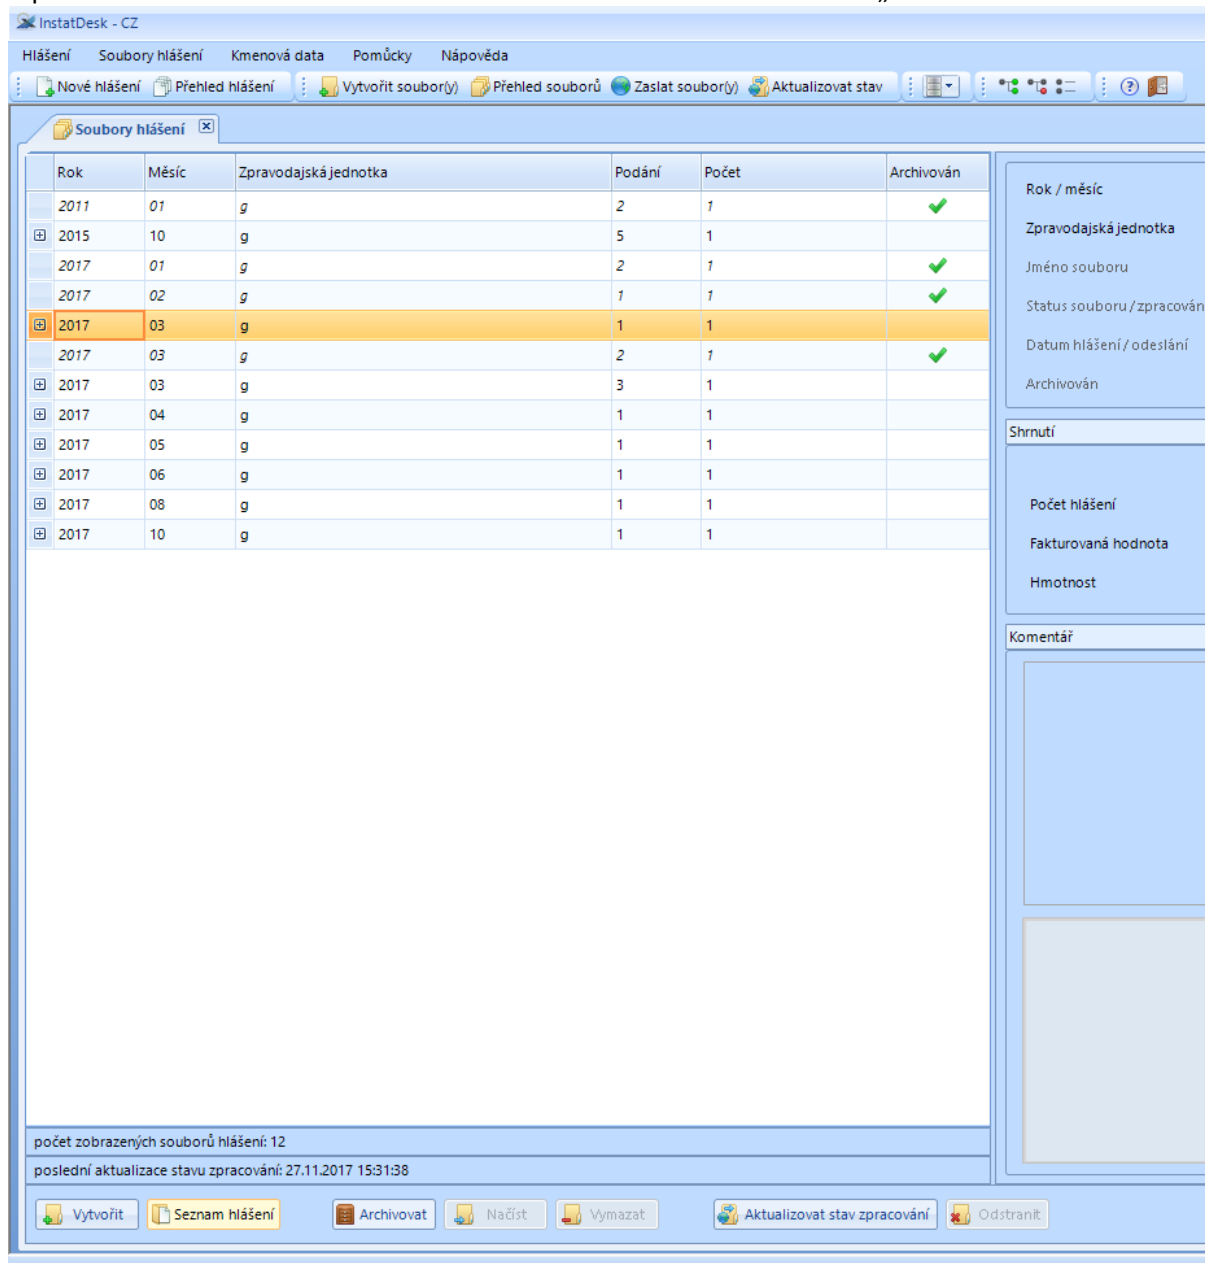 InstatDesk - CZ
Hlášení Soubory hlášení Kmenová data Pomůcky Nápověda
Nové hlášení Přehled hlášení Vytvořit soubor(y) Přehled souborů Zaslat soubor(y) Aktualizovat stav
Soubory hlášení
Rok Měsíc Zpravodajská jednotka Podání Počet Archivován
2011 01 g 2 1
2015 10 g 5 1
2017 01 g 2 1
2017 02 g 1 1
2017 03 g 1 1
2017 03 g 2 1
2017 03 g 3 1
2017 04 g 1 1
2017 05 g 1 1
2017 06 g 1 1
2017 08 g 1 1
2017 10 g 1 1
počet zobrazených souborů hlášení: 12
poslední aktualizace stavu zpracování: 27.11.2017 15:31:38
Rok / měsíc
Zpravodajská jednotka
Jméno souboru
Status souboru / zpracován
Datum hlášení / odeslání
Archivován
Shrnutí
Počet hlášení
Fakturovaná hodnota
Hmotnost
Komentář
Vytvořit Seznam hlášení Archivovat Načíst Vymazat Aktualizovat stav zpracování Odstranit